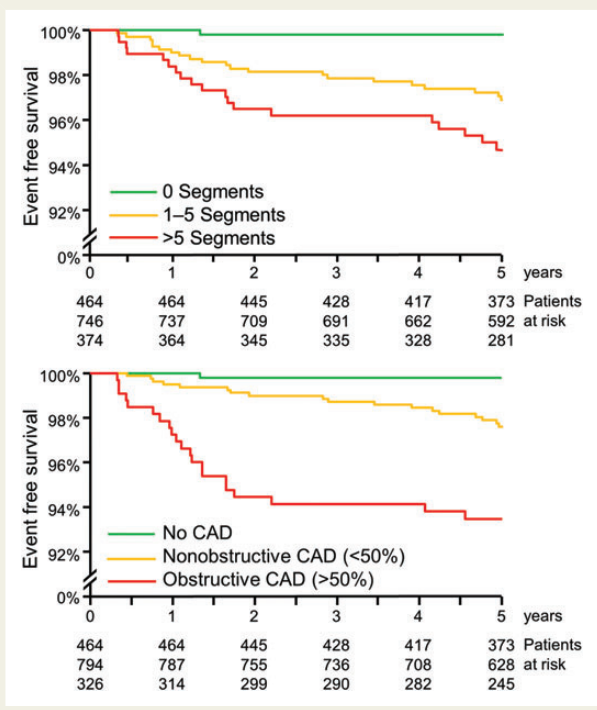 Event free survival
100%
98%
96%
94%
92%
0%
0 Segments
1–5 Segments
>5 Segments
0 1 2 3 4 5 years
464 464 445 428 417 373 Patients
746 737 709 691 662 592 at risk
374 364 345 335 328 281
Event free survival
100%
98%
96%
94%
92%
0%
No CAD
Nonobstructive CAD (<50%)
Obstructive CAD (>50%)
0 1 2 3 4 5 years
464 464 445 428 417 373 Patients
794 787 755 736 708 628 at risk
326 314 299 290 282 245